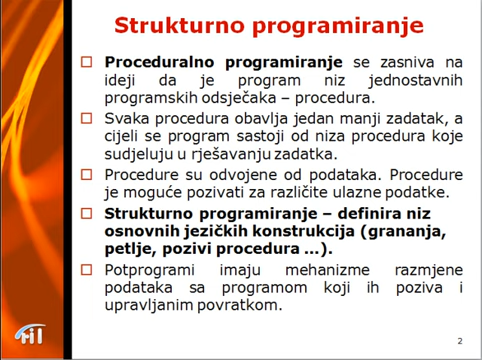 Strukturno programiranje
Proceduralno programiranje se zasniva na
ideji da je program niz jednostavnih
programskih odsječaka – procedura.
Svaka procedura obavlja jedan manji zadatak, a
cijeli se program sastoji od niza procedura koje
sudjeluju u rješavanju zadatka.
Procedure su odvojene od podataka. Procedure
je moguće pozivati za različite ulazne podatke.
Strukturno programiranje – definira niz
osnovnih jezičkih konstrukcija (grananja,
petlje, pozivi procedura ...).
Potprogrami imaju mehanizme razmjene
podataka sa programom koji ih poziva i
upravljanim povratkom.
2